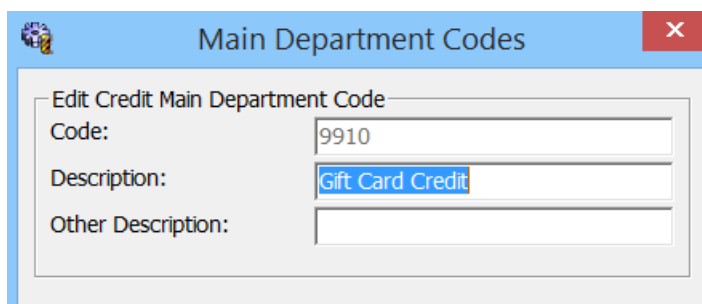 Main Department Codes
Edit Credit Main Department Code
Code: 9910
Description: Gift Card Credit
Other Description: